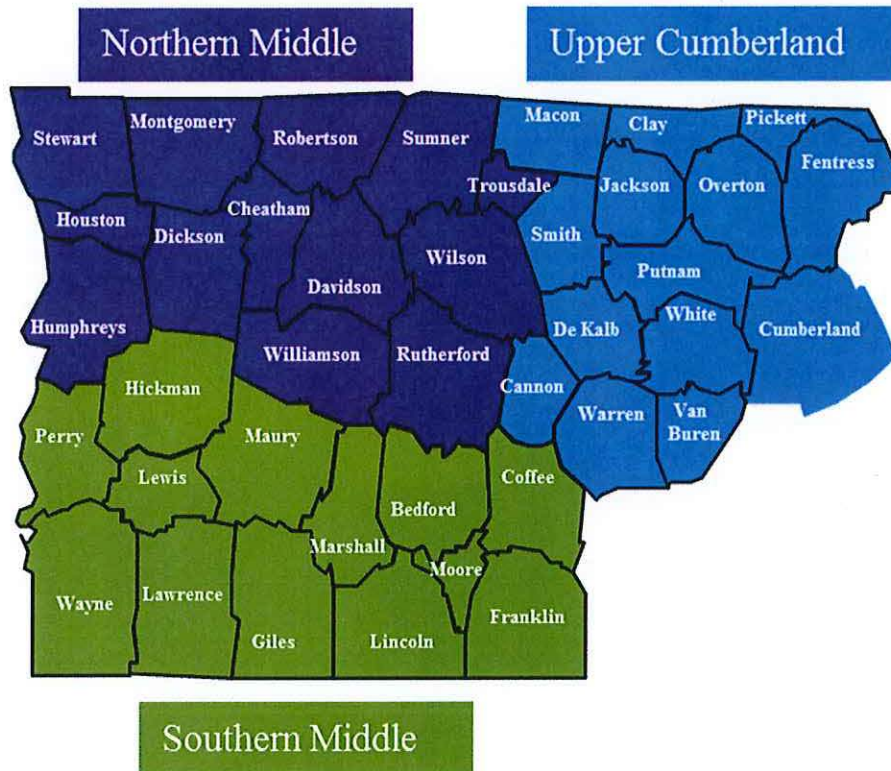 Northern Middle
Upper Cumberland
Stewart
Montgomery
Robertson
Sumner
Macon
Clay
Pickett
Fentress
Trousdale
Jackson
Overton
Houston
Cheatham
Dickson
Smith
Wilson
Davidson
Putnam
Humphreys
Williamson
Rutherford
De Kalb
White
Cumberland
Hickman
Cannon
Warren
Van
Buren
Perry
Maury
Lewis
Bedford
Coffee
Marshall
Moore
Wayne
Lawrence
Giles
Lincoln
Franklin
Southern Middle